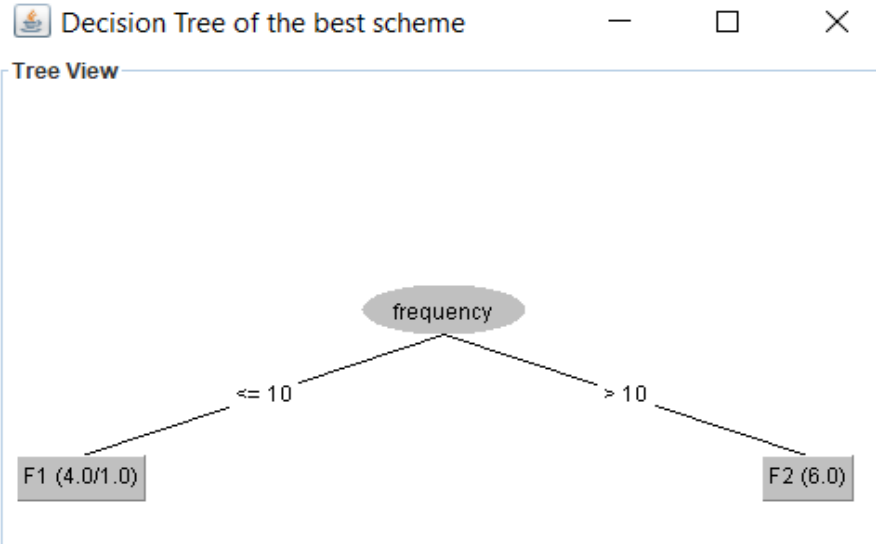 Decision Tree of the best scheme
Tree View
frequency
<= 10
> 10
F1 (4.0/1.0)
F2 (6.0)